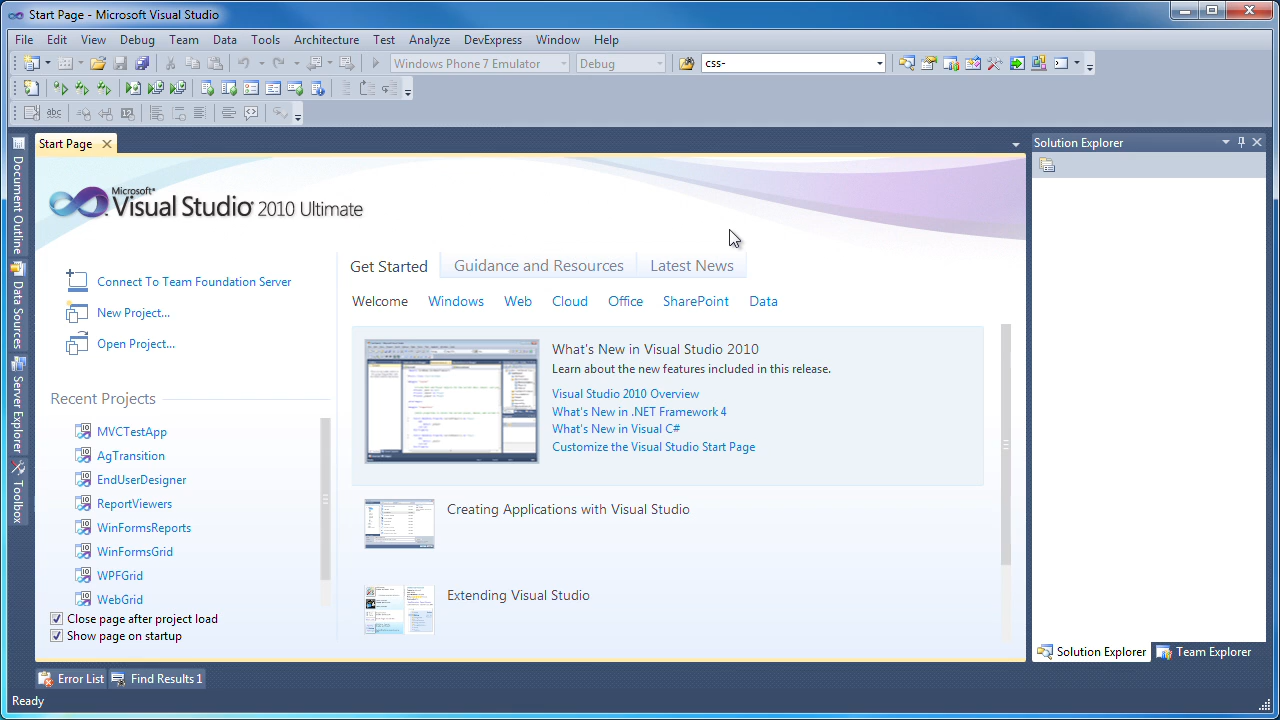 Start Page - Microsoft Visual Studio
File Edit View Debug Team Data Tools Architecture Test Analyze DevExpress Window Help
Windows Phone 7 Emulator Debug css-
abc
Start Page
Solution Explorer
Document Outline
Data Sources
Server Explorer
Toolbox
Microsoft®
Visual Studio® 2010 Ultimate
Connect To Team Foundation Server
New Project...
Open Project...
Recent Projects
MVCTestApp
AgTransition
EndUserDesigner
ReportViewers
WinFormsReports
WinFormsGrid
WPFGrid
WebGrid
Close page after project load
Show page on startup
Get Started Guidance and Resources Latest News
Welcome Windows Web Cloud Office SharePoint Data
What's New in Visual Studio 2010
Learn about the new features included in this release.
Visual Studio 2010 Overview
What's New in .NET Framework 4
What's New in Visual C#
Customize the Visual Studio Start Page
Creating Applications with Visual Studio
Extending Visual Studio
Solution Explorer Team Explorer
Error List Find Results 1
Ready